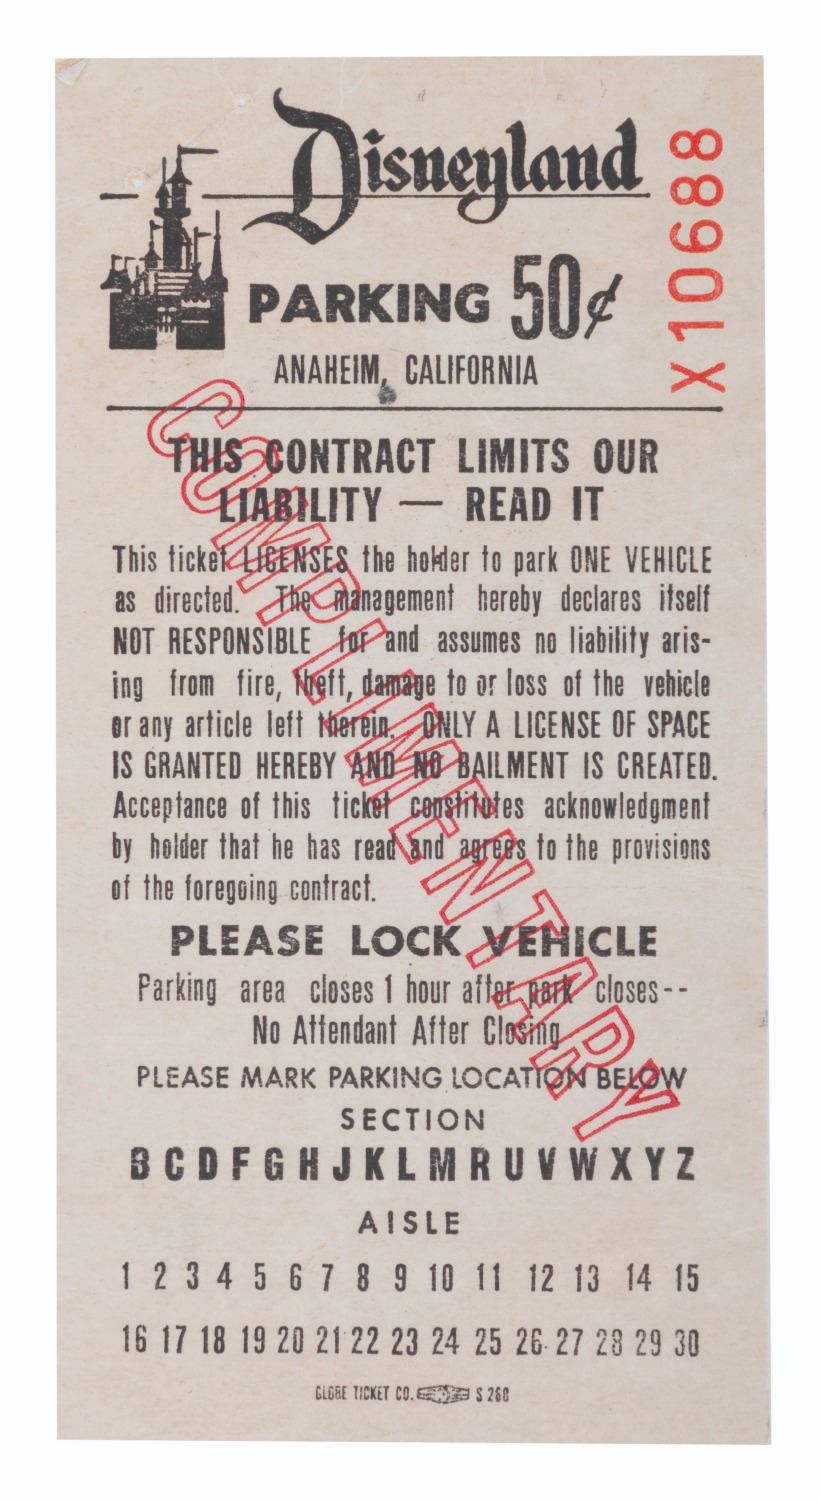 Disneyland
PARKING 50¢
ANAHEIM, CALIFORNIA
X10688
COMPLIMENTARY
THIS CONTRACT LIMITS OUR
LIABILITY — READ IT
This ticket LICENSES the holder to park ONE VEHICLE
as directed. The management hereby declares itself
NOT RESPONSIBLE for and assumes no liability aris-
ing from fire, theft, damage to or loss of the vehicle
or any article left therein. ONLY A LICENSE OF SPACE
IS GRANTED HEREBY AND NO BAILMENT IS CREATED.
Acceptance of this ticket constitutes acknowledgment
by holder that he has read and agrees to the provisions
of the foregoing contract.
PLEASE LOCK VEHICLE
Parking area closes 1 hour after park closes--
No Attendant After Closing
PLEASE MARK PARKING LOCATION BELOW
SECTION
B C D F G H J K L M R U V W X Y Z
AISLE
1 2 3 4 5 6 7 8 9 10 11 12 13 14 15
16 17 18 19 20 21 22 23 24 25 26 27 28 29 30
GLOBE TICKET CO. S 268